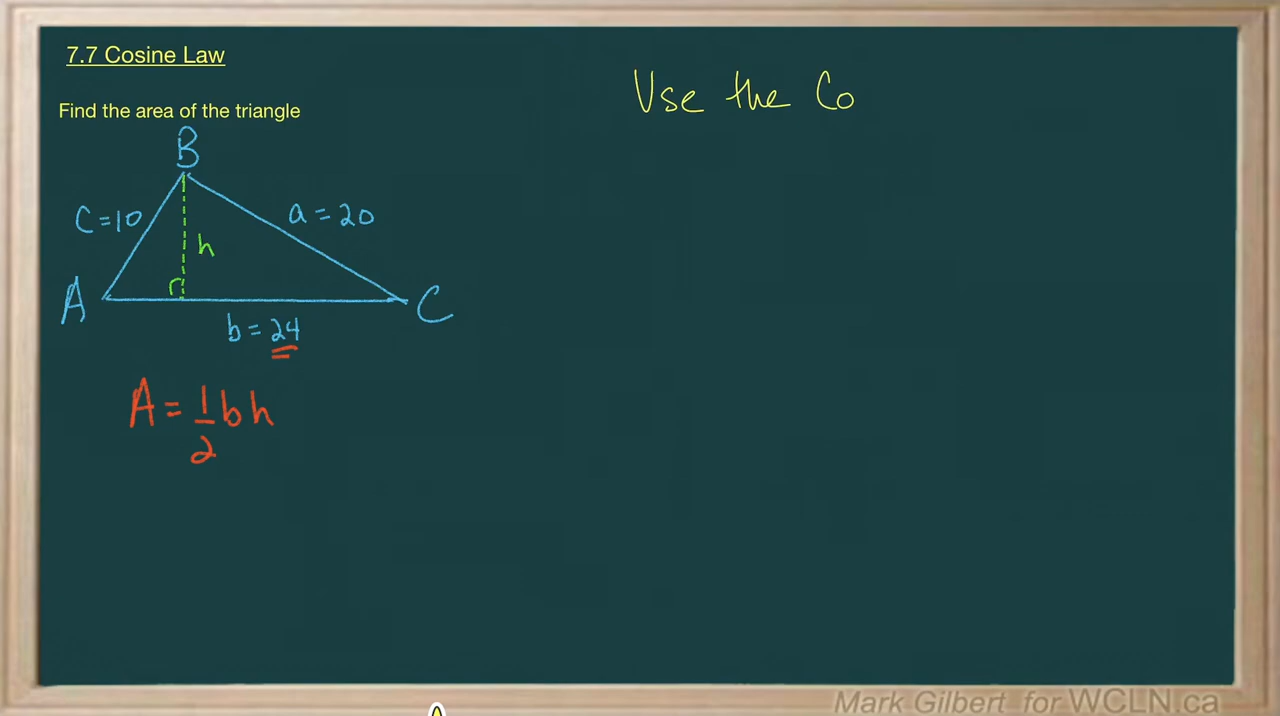 7.7 Cosine Law
Use the Co
Find the area of the triangle
B
c=10
a=20
h
A
C
b=24
A=1/2bh
Mark Gilbert for WCLN.ca